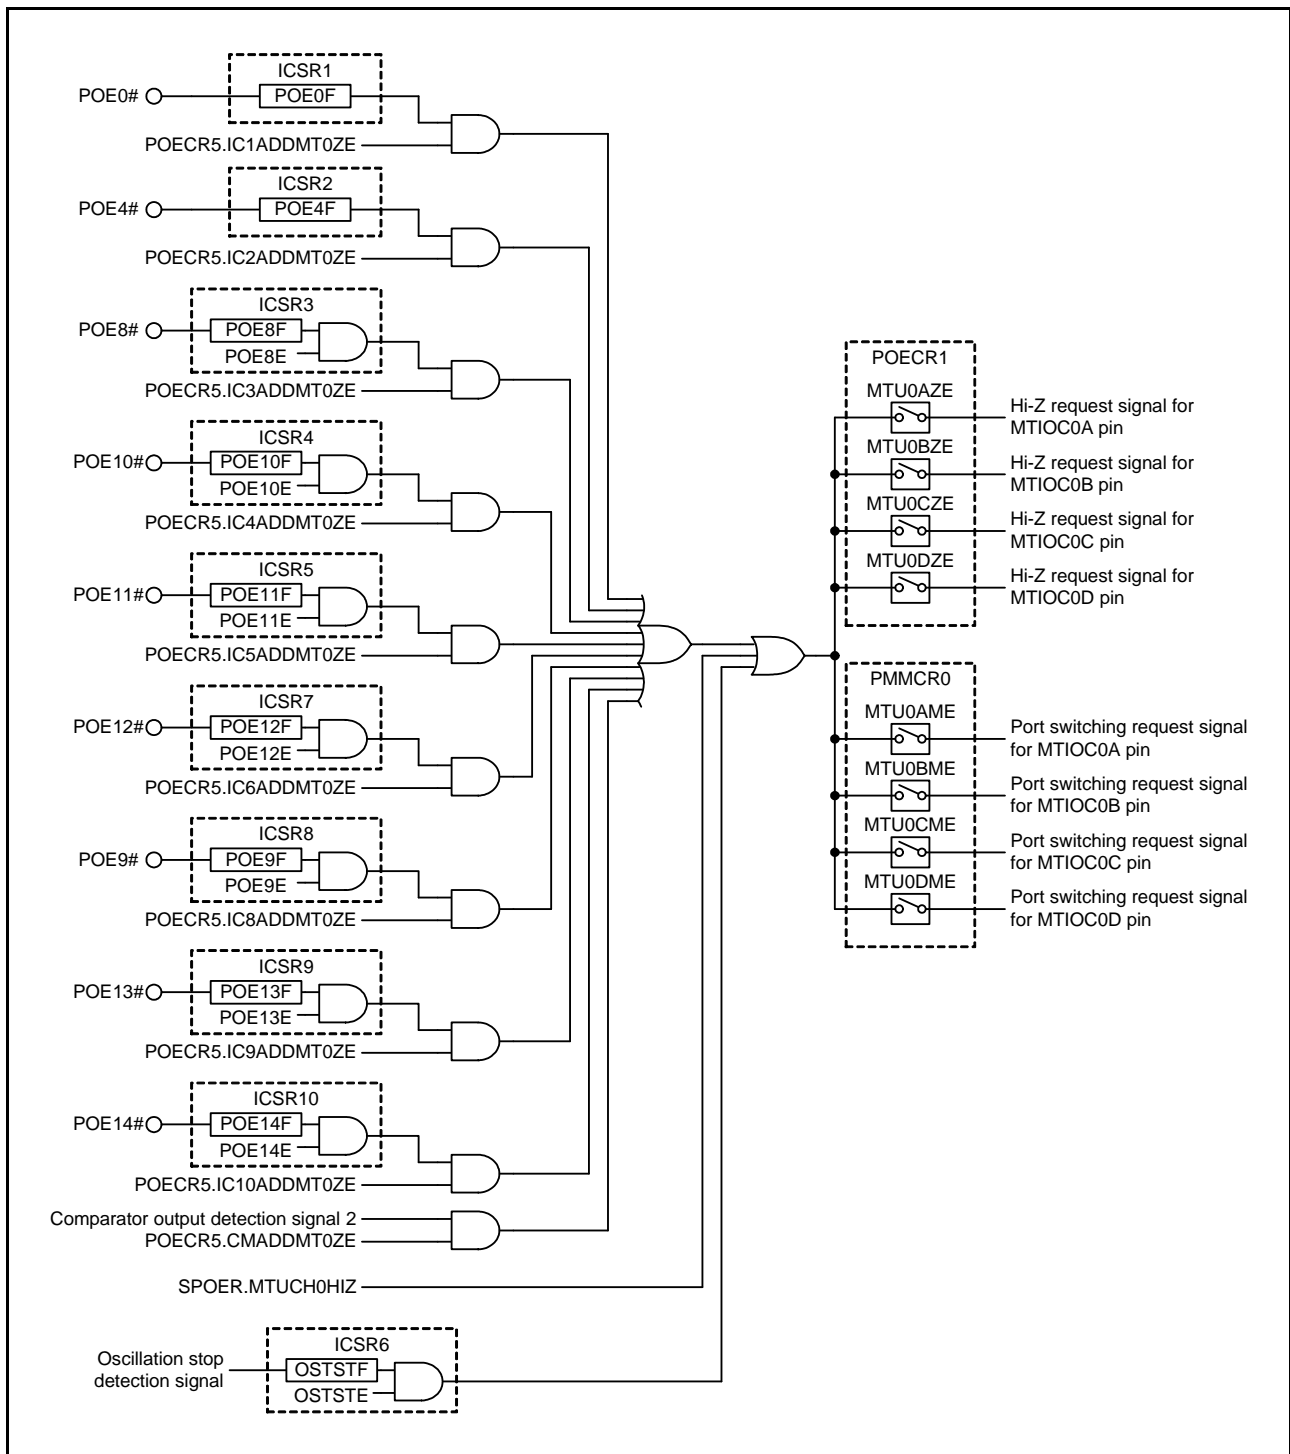 ICSR1
POE0#
POE0F
POECR5.IC1ADDMT0ZE
ICSR2
POE4#
POE4F
POECR5.IC2ADDMT0ZE
ICSR3
POE8#
POE8F
POE8E
POECR5.IC3ADDMT0ZE
ICSR4
POE10#
POE10F
POE10E
POECR5.IC4ADDMT0ZE
ICSR5
POE11#
POE11F
POE11E
POECR5.IC5ADDMT0ZE
ICSR7
POE12#
POE12F
POE12E
POECR5.IC6ADDMT0ZE
ICSR8
POE9#
POE9F
POE9E
POECR5.IC8ADDMT0ZE
ICSR9
POE13#
POE13F
POE13E
POECR5.IC9ADDMT0ZE
ICSR10
POE14#
POE14F
POE14E
POECR5.IC10ADDMT0ZE
Comparator output detection signal 2
POECR5.CMADDMT0ZE
SPOER.MTUCH0HIZ
ICSR6
Oscillation stop
detection signal
OSTSTF
OSTSTE
POECR1
MTU0AZE
Hi-Z request signal for
MTIOC0A pin
MTU0BZE
Hi-Z request signal for
MTIOC0B pin
MTU0CZE
Hi-Z request signal for
MTIOC0C pin
MTU0DZE
Hi-Z request signal for
MTIOC0D pin
PMMCR0
MTU0AME
Port switching request signal
for MTIOC0A pin
MTU0BME
Port switching request signal
for MTIOC0B pin
MTU0CME
Port switching request signal
for MTIOC0C pin
MTU0DME
Port switching request signal
for MTIOC0D pin